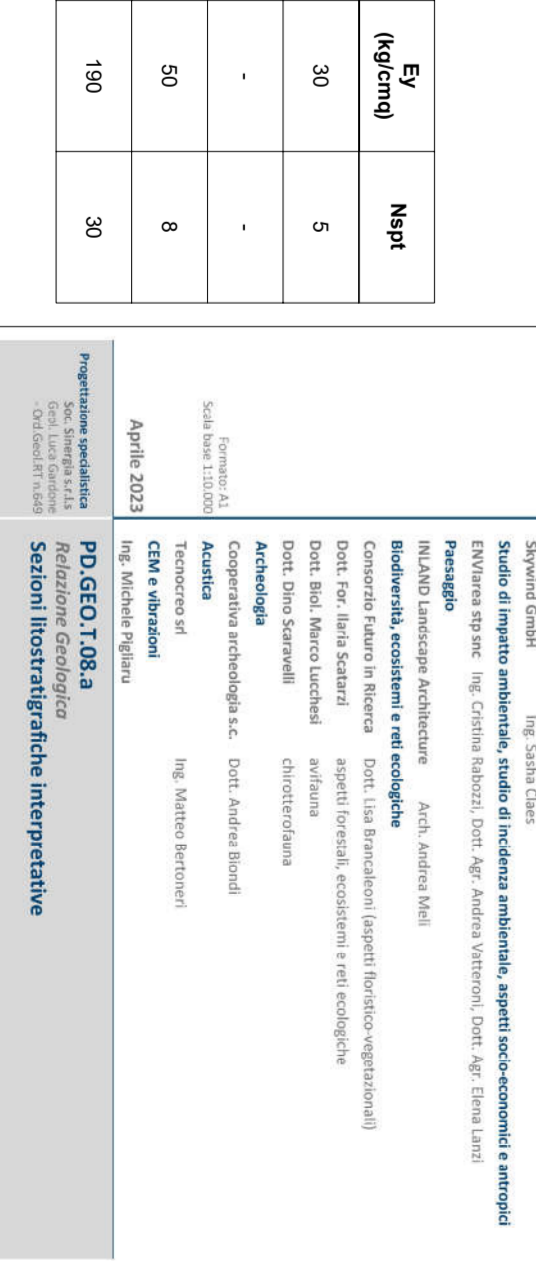 Ey
(kg/cmq)
Nspt
30
5
-
-
50
8
190
30
Skywind GmbH Ing. Sasha Claes
Studio di impatto ambientale, studio di incidenza ambientale, aspetti socio-economici e antropici
ENVIarea stp snc Ing. Cristina Rabozzi, Dott. Agr. Andrea Vatteroni, Dott. Agr. Elena Lanzi
Paesaggio
INLAND Landscape Architecture Arch. Andrea Meli
Biodiversità, ecosistemi e reti ecologiche
Consorzio Futuro in Ricerca Dott. Lisa Brancaleoni (aspetti floristico-vegetazionali)
Dott. For. Ilaria Scatarzi aspetti forestali, ecosistemi e reti ecologiche
Dott. Biol. Marco Lucchesi avifauna
Dott. Dino Scaravelli chirotterofauna
Archeologia
Cooperativa archeologia s.c. Dott. Andrea Biondi
Acustica
Tecnocreo srl Ing. Matteo Bertoneri
CEM e vibrazioni
Ing. Michele Pigliaru
Formato: A1
Scala base 1:10.000
Aprile 2023
Progettazione specialistica
Soc. Sinergia s.r.l.s
Geol. Luca Gardone
- Ord.Geol.RT n.649
PD.GEO.T.08.a
Relazione Geologica
Sezioni litostratigrafiche interpretative